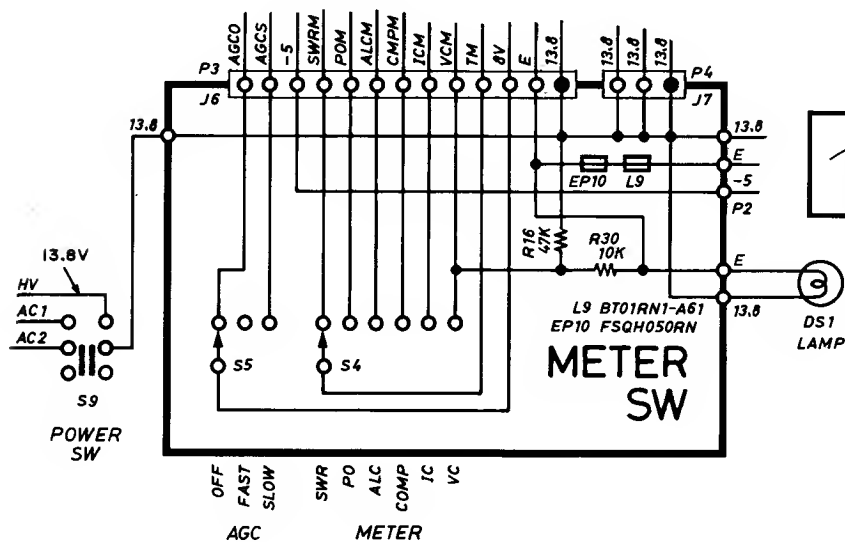 AGCO
AGCS
-5
SWRM
POM
ALCM
CMPM
ICM
VCM
TM
8V
E
13.8
13.8
13.8
13.8
P3
J6
P4
J7
13.8
13.8
E
EP10
L9
-5
P2
R16
47K
R30
10K
E
13.8
13.8V
HV
AC1
AC2
S9
POWER
SW
S5
S4
L9 BT01RN1-A61
EP10 FSQH050RN
METER
SW
DS1
LAMP
OFF
FAST
SLOW
SWR
PO
ALC
COMP
IC
VC
AGC
METER